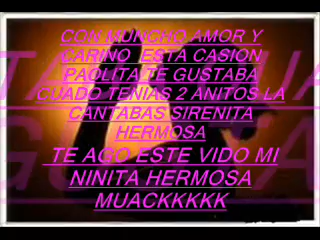 CON MUNCHO AMOR Y
CARIÑO ESTA CASION
PAOLITA TE GUSTABA
CUADO TENIAS 2 AÑITOS LA
CANTABAS SIRENITA
HERMOSA
TE AGO ESTE VIDO MI
NINITA HERMOSA
MUACKKKKK